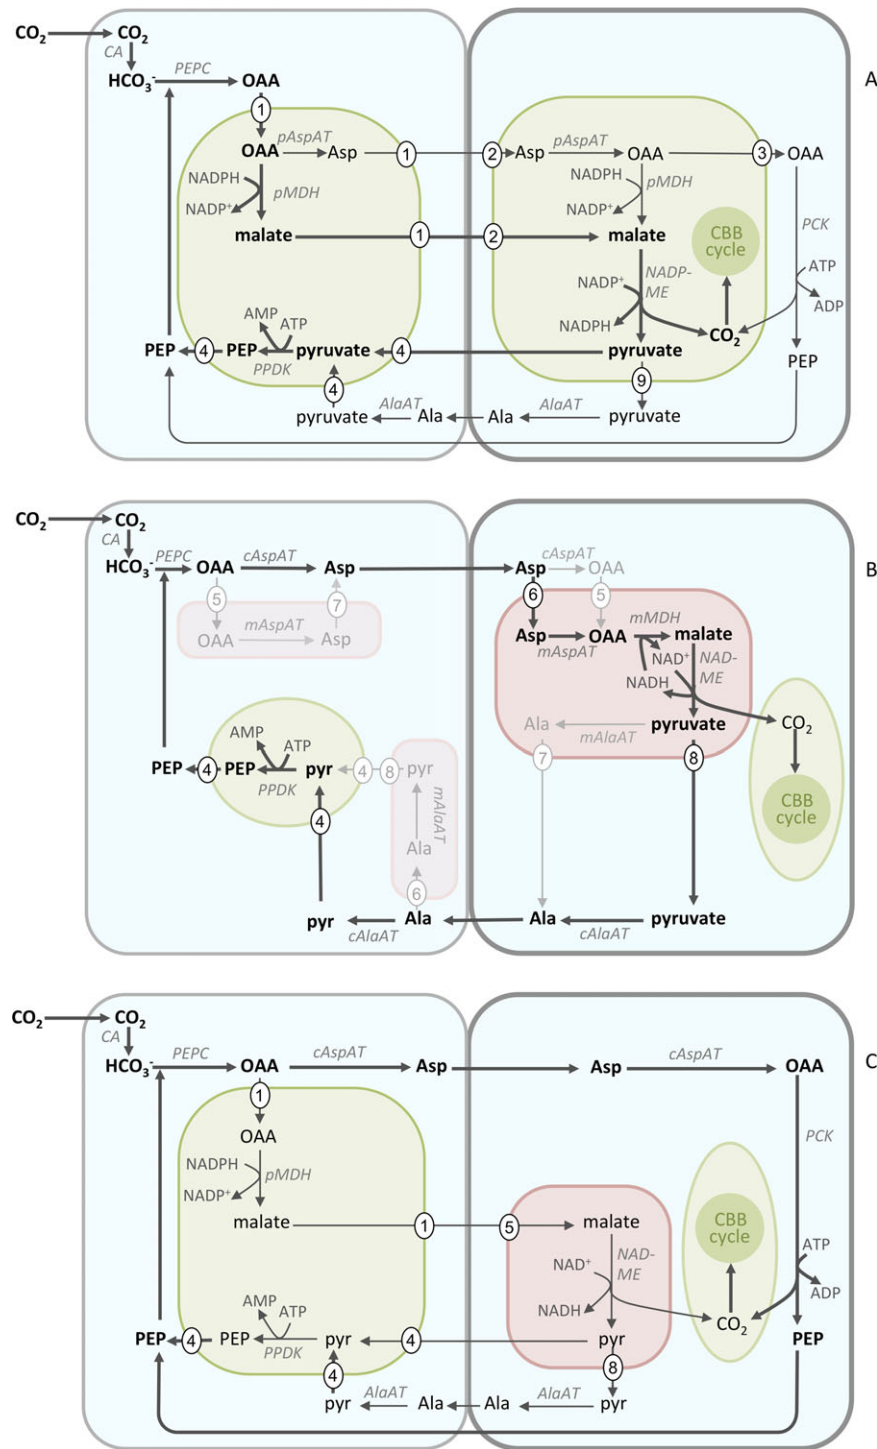 CO₂ CO₂
CA
PEPC
HCO₃⁻ OAA
A
1
pAspAT pAspAT
OAA Asp 1 2 Asp OAA 3 OAA
NADPH NADPH
pMDH pMDH
NADP⁺ NADP⁺
PCK
CBB
cycle
malate 1 2 malate
NADP⁺ NADP-
ME
ATP
AMP ADP
ATP NADPH
CO₂
PEP 4 PEP pyruvate 4 pyruvate PEP
PPDK
4 9
AlaAT AlaAT
pyruvate Ala Ala pyruvate
CO₂ CO₂
CA
PEPC cAspAT cAspAT
HCO₃⁻ OAA Asp Asp OAA
B
5 7 6 5
mAspAT mMDH
OAA Asp Asp OAA malate
mAspAT NAD⁺ NAD-
ME
NADH
Ala pyruvate CO₂
mAlaAT
AMP
ATP
7 8
PEP 4 PEP pyr 4 8 pyr
PPDK
mAlaAT
CBB
cycle
4
Ala
6
pyr Ala Ala pyruvate
cAlaAT cAlaAT
CO₂ CO₂
CA
PEPC cAspAT cAspAT
HCO₃⁻ OAA Asp Asp OAA
C
1
OAA
PCK
NADPH
pMDH
NADP⁺
malate 1 5 malate
CBB
cycle
NAD⁺ NAD-
ME
ATP
ADP
AMP
ATP NADH
CO₂
PEP 4 PEP pyr 4 pyr PEP
PPDK
4 8
AlaAT AlaAT
pyr Ala Ala pyr